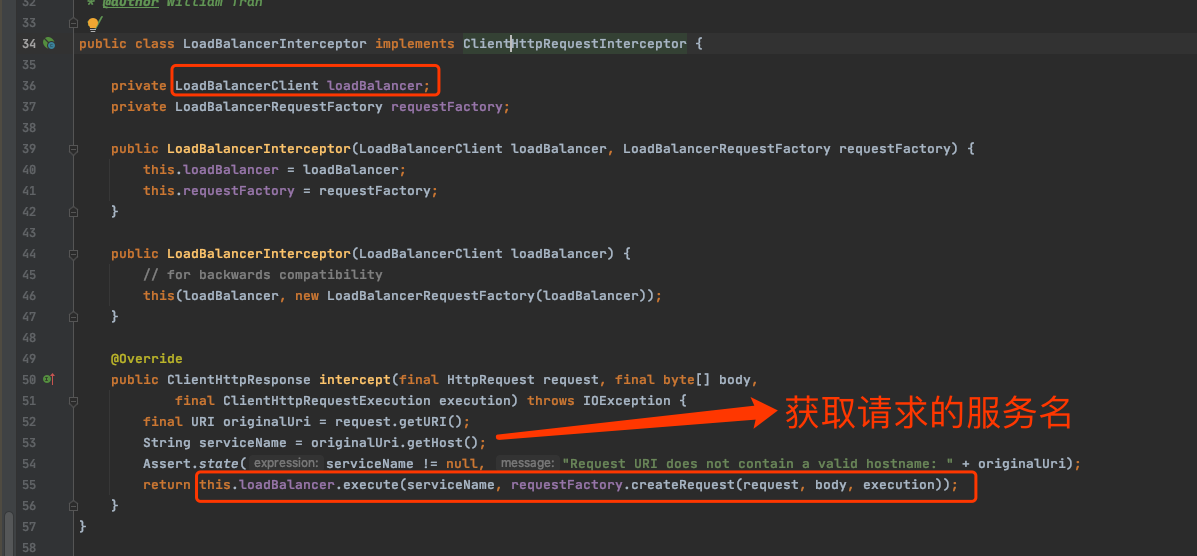 32 * @author William Tran
33 */
34 public class LoadBalancerInterceptor implements ClientHttpRequestInterceptor {
35
36 private LoadBalancerClient loadBalancer;
37 private LoadBalancerRequestFactory requestFactory;
38
39 public LoadBalancerInterceptor(LoadBalancerClient loadBalancer, LoadBalancerRequestFactory requestFactory) {
40 this.loadBalancer = loadBalancer;
41 this.requestFactory = requestFactory;
42 }
43
44 public LoadBalancerInterceptor(LoadBalancerClient loadBalancer) {
45 // for backwards compatibility
46 this(loadBalancer, new LoadBalancerRequestFactory(loadBalancer));
47 }
48
49 @Override
50 public ClientHttpResponse intercept(final HttpRequest request, final byte[] body,
51 final ClientHttpRequestExecution execution) throws IOException {
52 final URI originalUri = request.getURI();
53 String serviceName = originalUri.getHost();
获取请求的服务名
54 Assert.state( expression: serviceName != null, message: "Request URI does not contain a valid hostname: " + originalUri);
55 return this.loadBalancer.execute(serviceName, requestFactory.createRequest(request, body, execution));
56 }
57 }
58